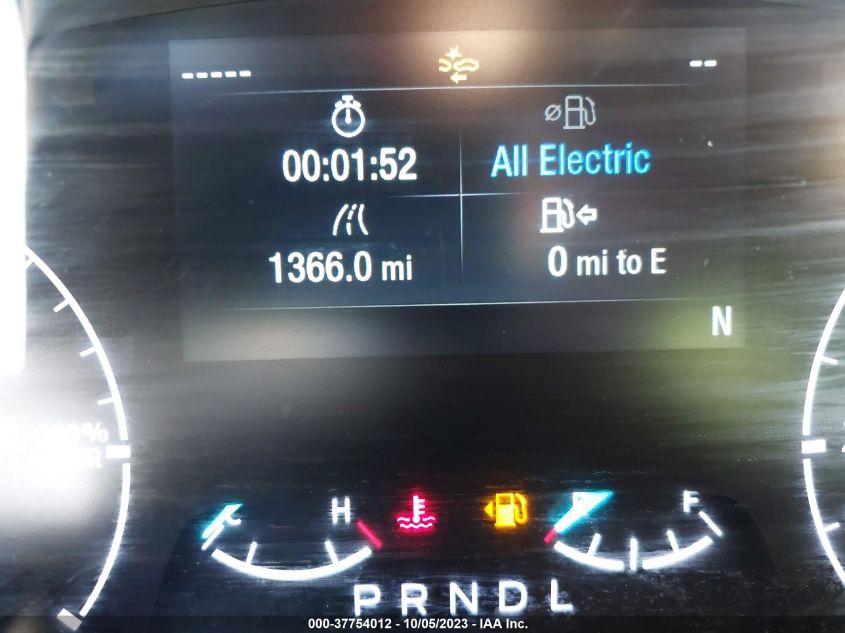 ----- --
00:01:52 All Electric
1366.0 mi 0 mi to E
N
C H E F
P R N D L
000-37754012 - 10/05/2023 - IAA Inc.